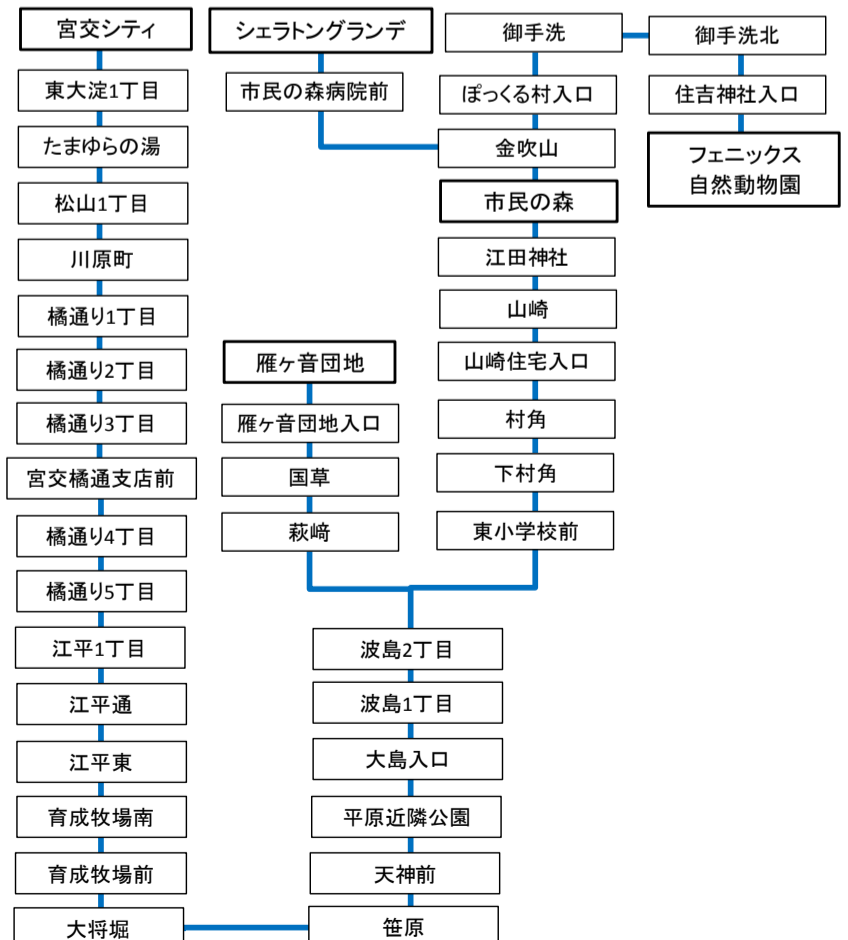 宮交シティ
東大淀1丁目
たまゆらの湯
松山1丁目
川原町
橘通り1丁目
橘通り2丁目
橘通り3丁目
宮交橘通支店前
橘通り4丁目
橘通り5丁目
江平1丁目
江平通
江平東
育成牧場南
育成牧場前
大将堀
シェラトングランデ
市民の森病院前
雁ヶ音団地
雁ヶ音団地入口
国草
萩﨑
波島2丁目
波島1丁目
大島入口
平原近隣公園
天神前
笹原
御手洗
ぽっくる村入口
金吹山
市民の森
江田神社
山崎
山崎住宅入口
村角
下村角
東小学校前
御手洗北
住吉神社入口
フェニックス
自然動物園